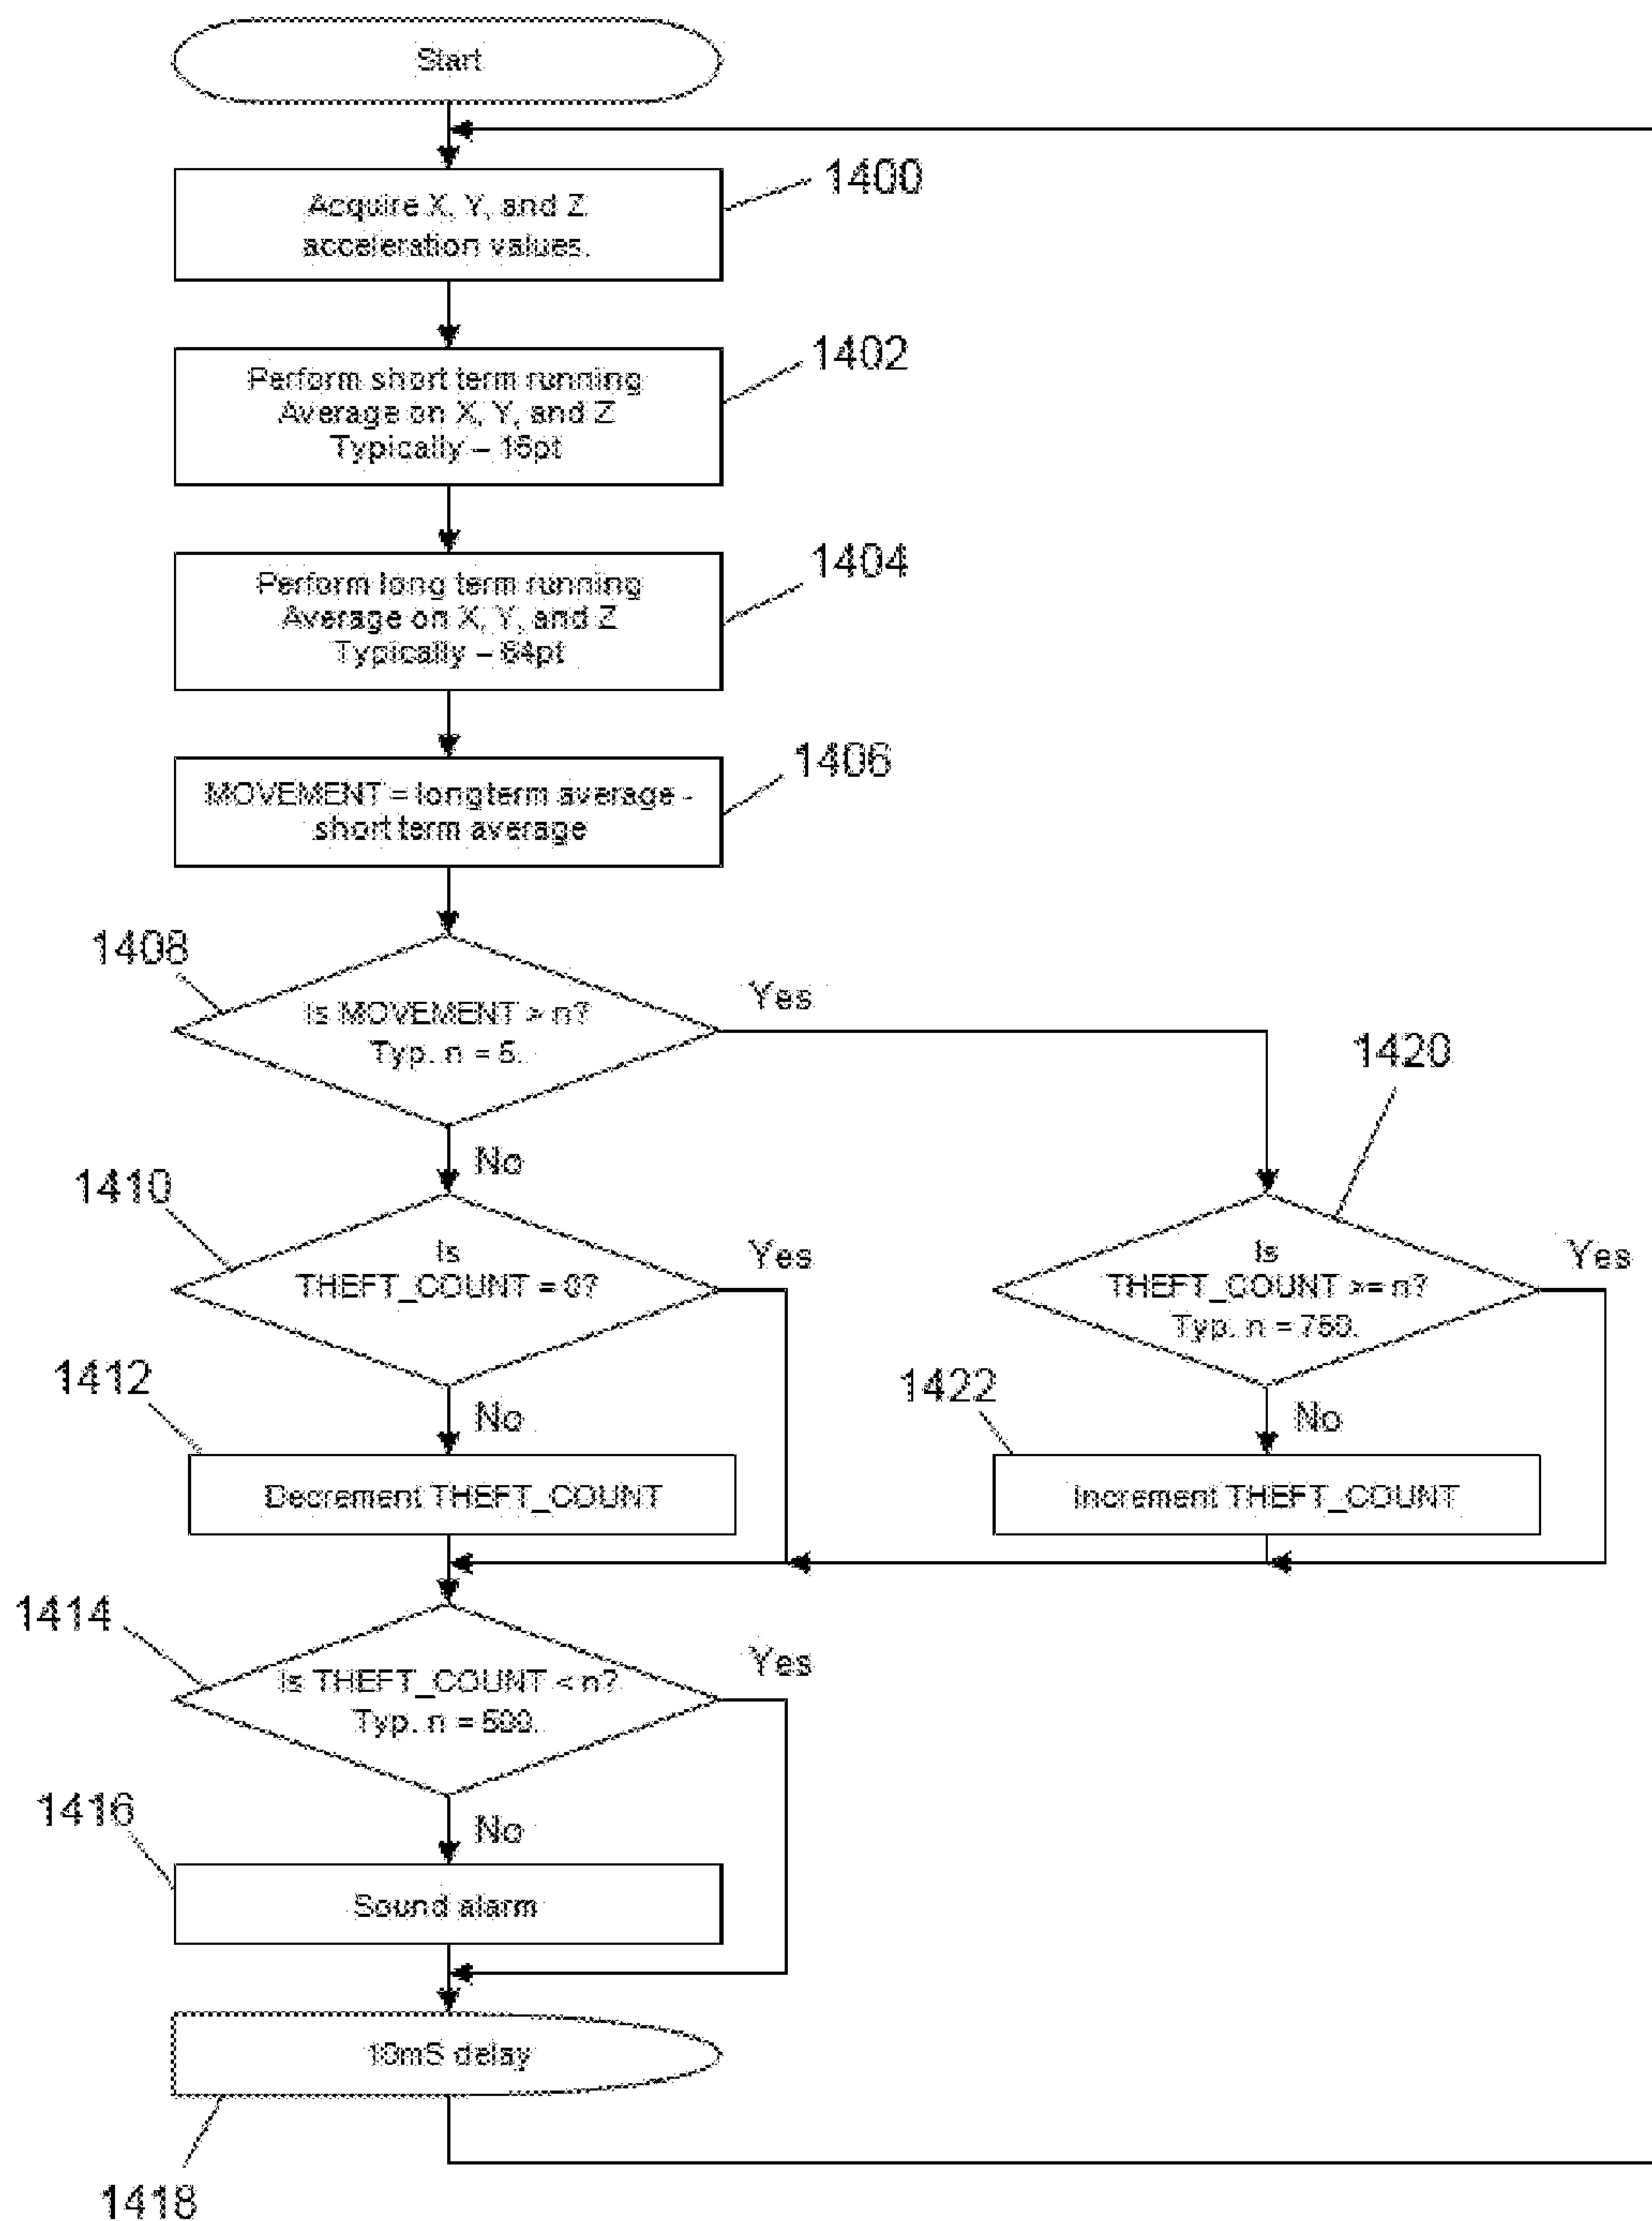 Start
1400
Acquire X, Y, and Z
acceleration values.
1402
Perform short term running
Average on X, Y, and Z
Typically – 16pt
1404
Perform long term running
Average on X, Y, and Z
Typically – 64pt
1406
MOVEMENT = longterm average -
short term average
1408
Is MOVEMENT > n?
Typ. n = 5.
Yes
No
1420
1410
Is
THEFT_COUNT = 0?
Yes
No
Is
THEFT_COUNT >= n?
Typ. n = 750.
Yes
No
1412
Decrement THEFT_COUNT
1422
Increment THEFT_COUNT
1414
Is THEFT_COUNT < n?
Typ. n = 500.
Yes
No
1416
Sound alarm
10mS delay
1418